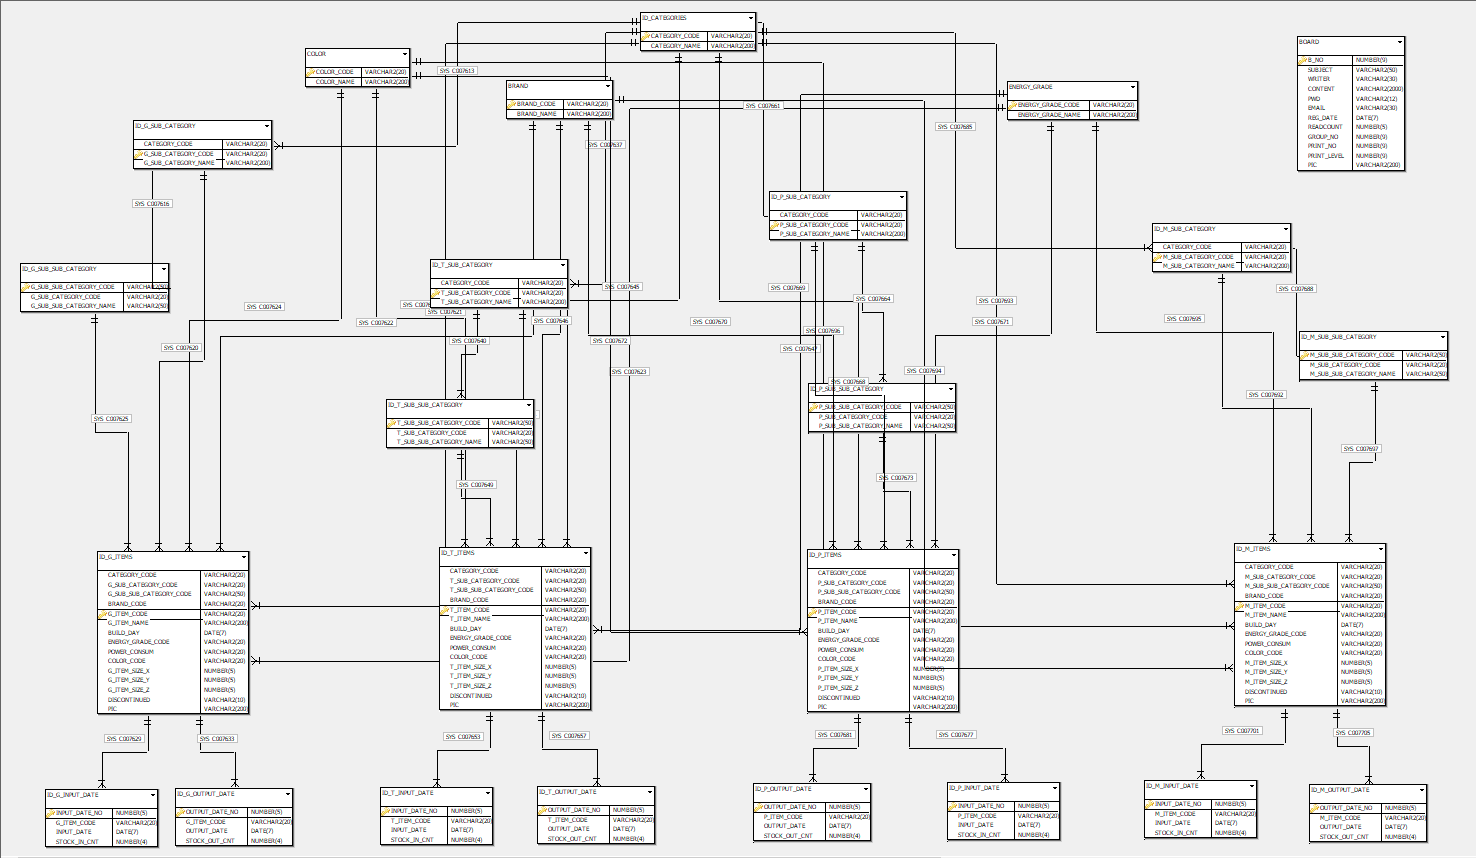 ID_CATEGORIES
CATEGORY_CODE VARCHAR2(20)
CATEGORY_NAME VARCHAR2(200)
COLOR
COLOR_CODE VARCHAR2(20)
COLOR_NAME VARCHAR2(200)
SYS_C007613
BRAND
BRAND_CODE VARCHAR2(20)
BRAND_NAME VARCHAR2(200)
SYS_C007661
ENERGY_GRADE
ENERGY_GRADE_CODE VARCHAR2(20)
ENERGY_GRADE_NAME VARCHAR2(200)
BOARD
B_NO NUMBER(9)
SUBJECT VARCHAR2(50)
WRITER VARCHAR2(30)
CONTENT VARCHAR2(2000)
PWD VARCHAR2(12)
EMAIL VARCHAR2(30)
REG_DATE DATE(7)
READCOUNT NUMBER(5)
GROUP_NO NUMBER(9)
PRINT_NO NUMBER(9)
PRINT_LEVEL NUMBER(9)
PIC VARCHAR2(200)
ID_G_SUB_CATEGORY
CATEGORY_CODE VARCHAR2(20)
G_SUB_CATEGORY_CODE VARCHAR2(20)
G_SUB_CATEGORY_NAME VARCHAR2(200)
SYS_C007637
SYS_C007685
SYS_C007616
ID_P_SUB_CATEGORY
CATEGORY_CODE VARCHAR2(20)
P_SUB_CATEGORY_CODE VARCHAR2(20)
P_SUB_CATEGORY_NAME VARCHAR2(200)
ID_M_SUB_CATEGORY
CATEGORY_CODE VARCHAR2(20)
M_SUB_CATEGORY_CODE VARCHAR2(20)
M_SUB_CATEGORY_NAME VARCHAR2(200)
ID_G_SUB_SUB_CATEGORY
G_SUB_SUB_CATEGORY_CODE VARCHAR2(50)
G_SUB_CATEGORY_CODE VARCHAR2(20)
G_SUB_SUB_CATEGORY_NAME VARCHAR2(50)
ID_T_SUB_CATEGORY
CATEGORY_CODE VARCHAR2(20)
T_SUB_CATEGORY_CODE VARCHAR2(20)
T_SUB_CATEGORY_NAME VARCHAR2(200)
SYS_C007645
SYS_C007669
SYS_C007664
SYS_C007693
SYS_C007688
SYS_C007624
SYS_C007621
SYS_C007622
SYS_C007646
SYS_C007670
SYS_C007671
SYS_C007695
SYS_C007696
SYS_C007620
SYS_C007640
SYS_C007672
SYS_C007647
ID_M_SUB_SUB_CATEGORY
M_SUB_SUB_CATEGORY_CODE VARCHAR2(50)
M_SUB_CATEGORY_CODE VARCHAR2(20)
M_SUB_SUB_CATEGORY_NAME VARCHAR2(50)
SYS_C007623
SYS_C007694
SYS_C007668
SYS_C007692
ID_P_SUB_SUB_CATEGORY
P_SUB_SUB_CATEGORY_CODE VARCHAR2(50)
P_SUB_CATEGORY_CODE VARCHAR2(20)
P_SUB_SUB_CATEGORY_NAME VARCHAR2(50)
ID_T_SUB_SUB_CATEGORY
T_SUB_SUB_CATEGORY_CODE VARCHAR2(50)
T_SUB_CATEGORY_CODE VARCHAR2(20)
T_SUB_SUB_CATEGORY_NAME VARCHAR2(50)
SYS_C007625
SYS_C007697
SYS_C007649
SYS_C007673
ID_G_ITEMS
CATEGORY_CODE VARCHAR2(20)
G_SUB_CATEGORY_CODE VARCHAR2(20)
G_SUB_SUB_CATEGORY_CODE VARCHAR2(50)
BRAND_CODE VARCHAR2(20)
G_ITEM_CODE VARCHAR2(20)
G_ITEM_NAME VARCHAR2(200)
BUILD_DAY DATE(7)
ENERGY_GRADE_CODE VARCHAR2(20)
POWER_CONSUM VARCHAR2(20)
COLOR_CODE VARCHAR2(20)
G_ITEM_SIZE_X NUMBER(5)
G_ITEM_SIZE_Y NUMBER(5)
G_ITEM_SIZE_Z NUMBER(5)
DISCONTINUED VARCHAR2(10)
PIC VARCHAR2(200)
ID_T_ITEMS
CATEGORY_CODE VARCHAR2(20)
T_SUB_CATEGORY_CODE VARCHAR2(20)
T_SUB_SUB_CATEGORY_CODE VARCHAR2(50)
BRAND_CODE VARCHAR2(20)
T_ITEM_CODE VARCHAR2(20)
T_ITEM_NAME VARCHAR2(200)
BUILD_DAY DATE(7)
ENERGY_GRADE_CODE VARCHAR2(20)
POWER_CONSUM VARCHAR2(20)
COLOR_CODE VARCHAR2(20)
T_ITEM_SIZE_X NUMBER(5)
T_ITEM_SIZE_Y NUMBER(5)
T_ITEM_SIZE_Z NUMBER(5)
DISCONTINUED VARCHAR2(10)
PIC VARCHAR2(200)
ID_P_ITEMS
CATEGORY_CODE VARCHAR2(20)
P_SUB_CATEGORY_CODE VARCHAR2(20)
P_SUB_SUB_CATEGORY_CODE VARCHAR2(50)
BRAND_CODE VARCHAR2(20)
P_ITEM_CODE VARCHAR2(20)
P_ITEM_NAME VARCHAR2(200)
BUILD_DAY DATE(7)
ENERGY_GRADE_CODE VARCHAR2(20)
POWER_CONSUM VARCHAR2(20)
COLOR_CODE VARCHAR2(20)
P_ITEM_SIZE_X NUMBER(5)
P_ITEM_SIZE_Y NUMBER(5)
P_ITEM_SIZE_Z NUMBER(5)
DISCONTINUED VARCHAR2(10)
PIC VARCHAR2(200)
ID_M_ITEMS
CATEGORY_CODE VARCHAR2(20)
M_SUB_CATEGORY_CODE VARCHAR2(20)
M_SUB_SUB_CATEGORY_CODE VARCHAR2(50)
BRAND_CODE VARCHAR2(20)
M_ITEM_CODE VARCHAR2(20)
M_ITEM_NAME VARCHAR2(200)
BUILD_DAY DATE(7)
ENERGY_GRADE_CODE VARCHAR2(20)
POWER_CONSUM VARCHAR2(20)
COLOR_CODE VARCHAR2(20)
M_ITEM_SIZE_X NUMBER(5)
M_ITEM_SIZE_Y NUMBER(5)
M_ITEM_SIZE_Z NUMBER(5)
DISCONTINUED VARCHAR2(10)
PIC VARCHAR2(200)
SYS_C007629
SYS_C007633
SYS_C007653
SYS_C007657
SYS_C007681
SYS_C007677
SYS_C007701
SYS_C007705
ID_G_INPUT_DATE
INPUT_DATE_NO NUMBER(5)
G_ITEM_CODE VARCHAR2(20)
INPUT_DATE DATE(7)
STOCK_IN_CNT NUMBER(4)
ID_G_OUTPUT_DATE
OUTPUT_DATE_NO NUMBER(5)
G_ITEM_CODE VARCHAR2(20)
OUTPUT_DATE DATE(7)
STOCK_OUT_CNT NUMBER(4)
ID_T_INPUT_DATE
INPUT_DATE_NO NUMBER(5)
T_ITEM_CODE VARCHAR2(20)
INPUT_DATE DATE(7)
STOCK_IN_CNT NUMBER(4)
ID_T_OUTPUT_DATE
OUTPUT_DATE_NO NUMBER(5)
T_ITEM_CODE VARCHAR2(20)
OUTPUT_DATE DATE(7)
STOCK_OUT_CNT NUMBER(4)
ID_P_OUTPUT_DATE
OUTPUT_DATE_NO NUMBER(5)
P_ITEM_CODE VARCHAR2(20)
OUTPUT_DATE DATE(7)
STOCK_OUT_CNT NUMBER(4)
ID_P_INPUT_DATE
INPUT_DATE_NO NUMBER(5)
P_ITEM_CODE VARCHAR2(20)
INPUT_DATE DATE(7)
STOCK_IN_CNT NUMBER(4)
ID_M_INPUT_DATE
INPUT_DATE_NO NUMBER(5)
M_ITEM_CODE VARCHAR2(20)
INPUT_DATE DATE(7)
STOCK_IN_CNT NUMBER(4)
ID_M_OUTPUT_DATE
OUTPUT_DATE_NO NUMBER(5)
M_ITEM_CODE VARCHAR2(20)
OUTPUT_DATE DATE(7)
STOCK_OUT_CNT NUMBER(4)